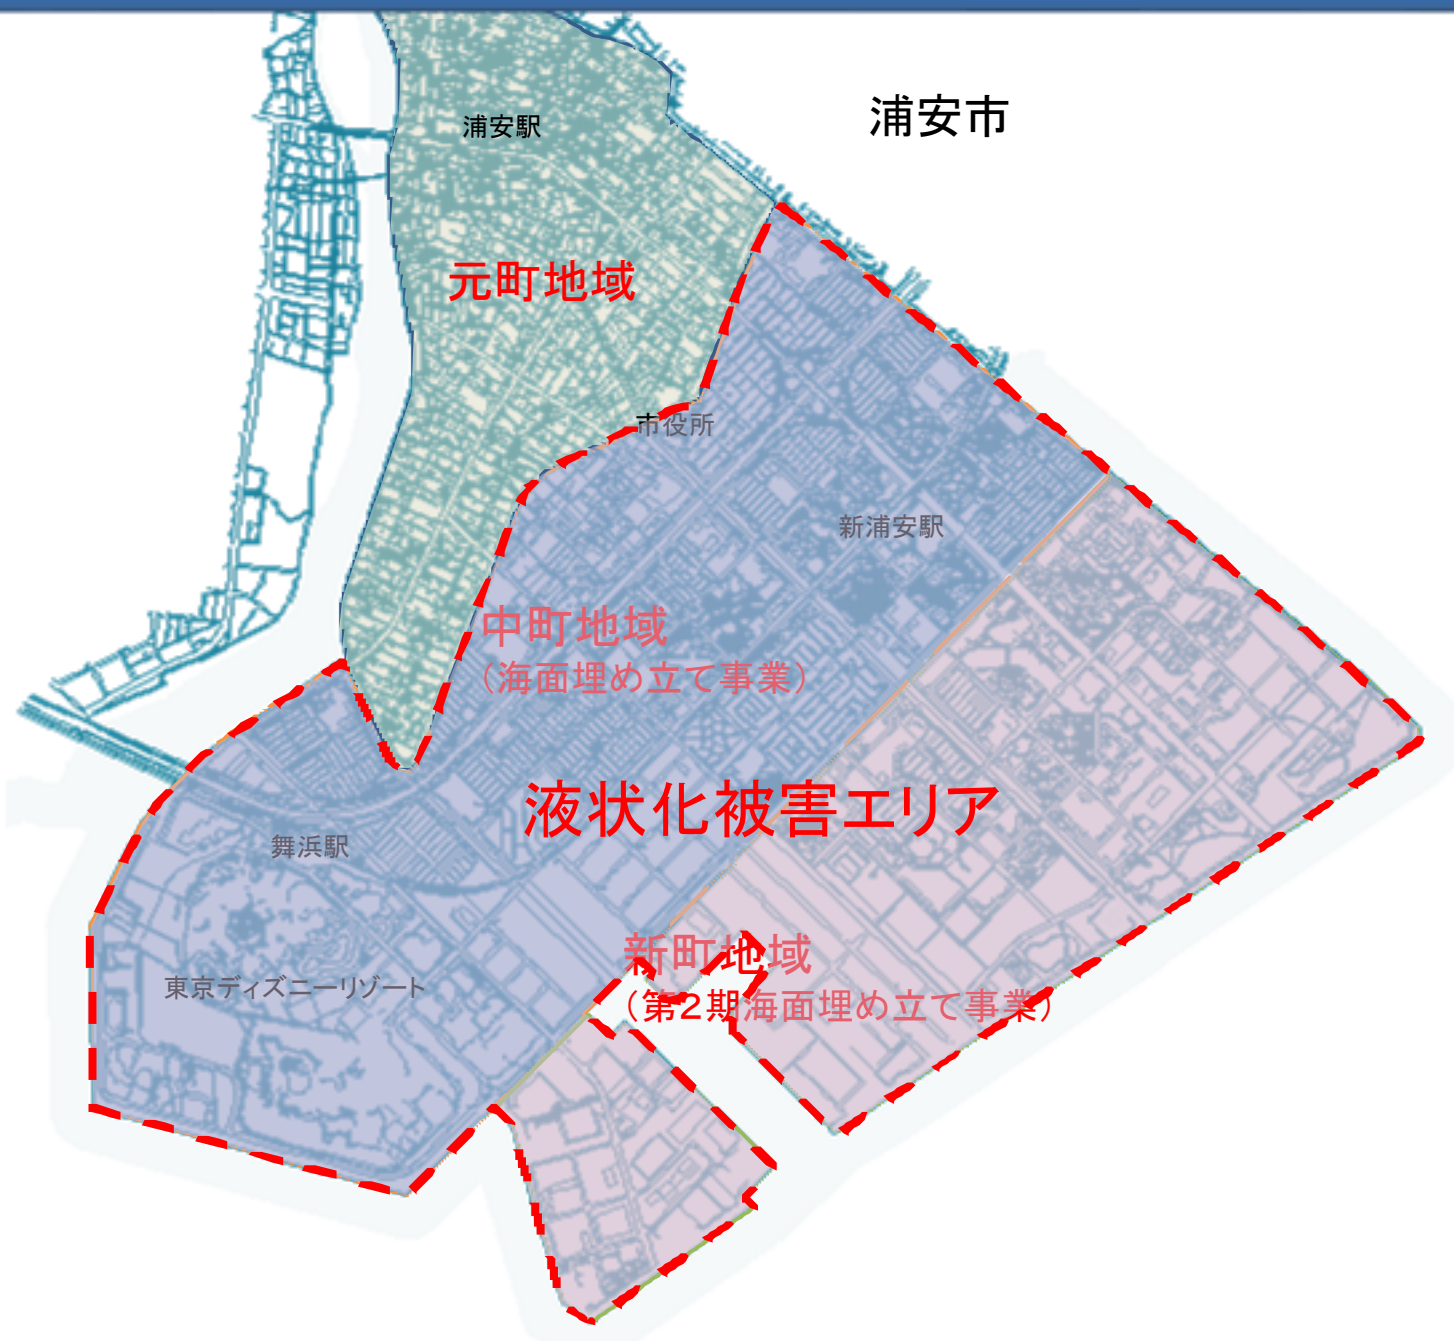 浦安市
浦安駅
元町地域
市役所
新浦安駅
中町地域
（海面埋め立て事業）
液状化被害エリア
舞浜駅
新町地域
（第２期海面埋め立て事業）
東京ディズニーリゾート